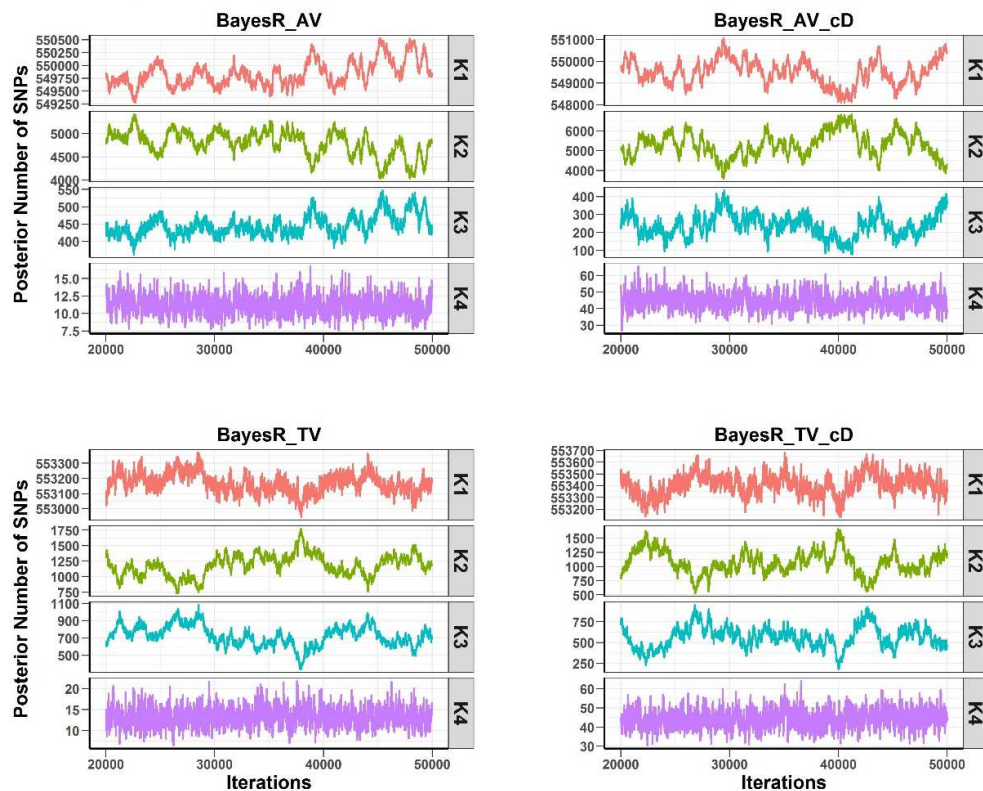 BayesR_AV
550500
550250
550000
549750
549500
549250
K1
5000
4500
4000
K2
550
500
450
400
K3
15.0
12.5
10.0
7.5
K4
20000 30000 40000 50000
Posterior Number of SNPs
BayesR_AV_cD
551000
550000
549000
548000
K1
6000
5000
4000
K2
400
300
200
100
K3
60
50
40
30
K4
20000 30000 40000 50000
BayesR_TV
553300
553200
553100
553000
K1
1750
1500
1250
1000
750
K2
1100
900
700
500
K3
20
15
10
K4
20000 30000 40000 50000
Iterations
Posterior Number of SNPs
BayesR_TV_cD
553700
553600
553500
553400
553300
553200
K1
1500
1250
1000
750
500
K2
750
500
250
K3
60
50
40
30
K4
20000 30000 40000 50000
Iterations